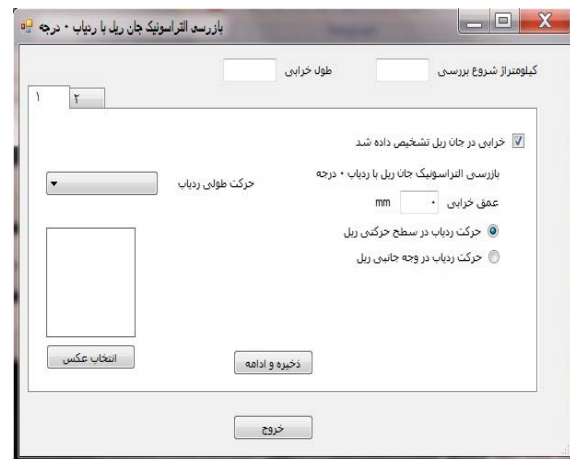 بازرسی التراسونیک جان ریل با ردیاب ۰ درجه
کیلومتراژ شروع بررسی
طول خرابی
۱
۲
خرابی در جان ریل تشخیص داده شد
بازرسی التراسونیک جان ریل با ردیاب ۰ درجه
حرکت طولی ردیاب
عمق خرابی ۰ mm
حرکت ردیاب در سطح حرکتی ریل
حرکت ردیاب در وجه جانبی ریل
انتخاب عکس
ذخیره و ادامه
خروج